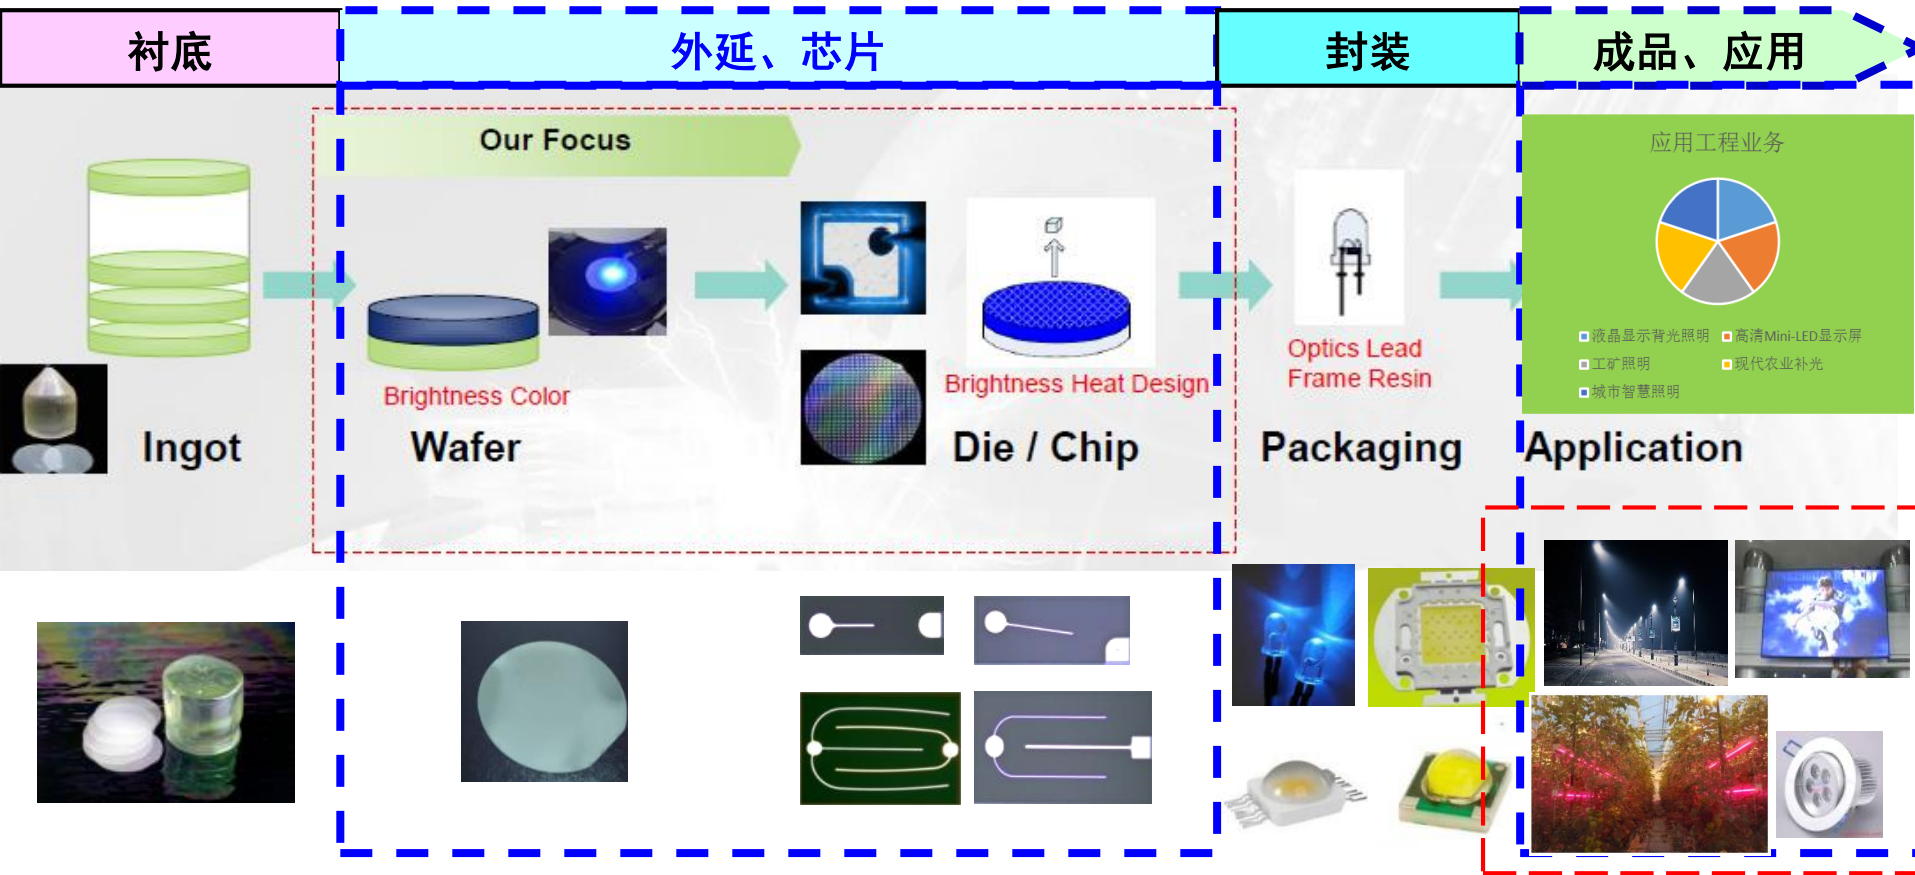 衬底
外延、芯片
封装
成品、应用
Our Focus
应用工程业务
液晶显示背光照明
高清Mini-LED显示屏
工矿照明
现代农业补光
城市智慧照明
Optics Lead
Frame Resin
Brightness Color
Brightness Heat Design
Ingot
Wafer
Die / Chip
Packaging
Application